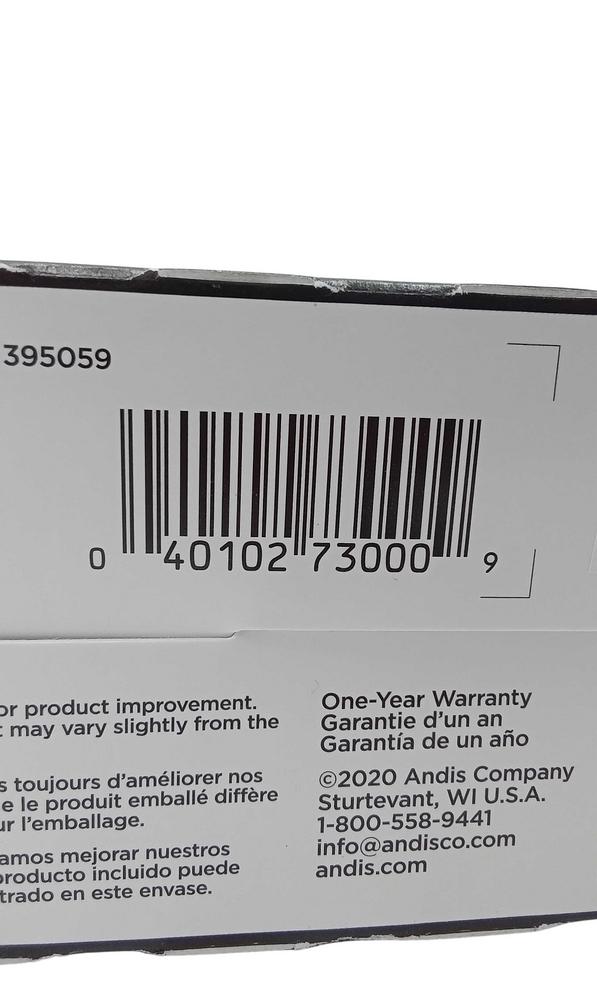 395059
0 40102 73000 9
or product improvement.
may vary slightly from the
s toujours d'améliorer nos
e le produit emballé diffère
ur l'emballage.
amos mejorar nuestros
producto incluido puede
trado en este envase.
One-Year Warranty
Garantie d'un an
Garantía de un año
©2020 Andis Company
Sturtevant, WI U.S.A.
1-800-558-9441
info@andisco.com
andis.com